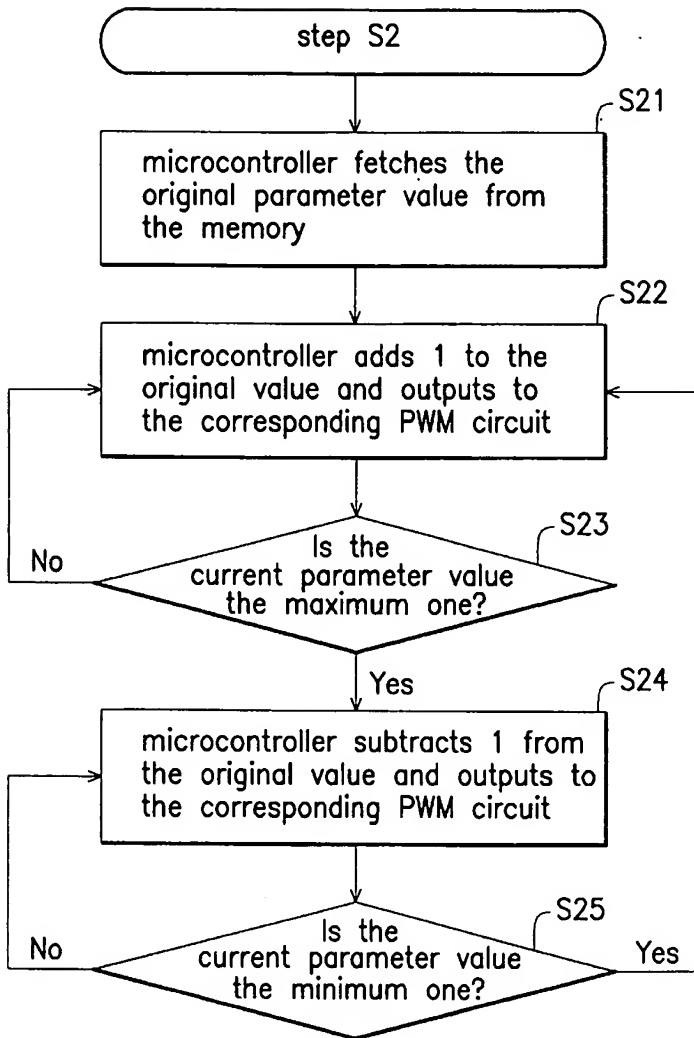 step S2
S21
microcontroller fetches the
original parameter value from
the memory
S22
microcontroller adds 1 to the
original value and outputs to
the corresponding PWM circuit
S23
Is the
current parameter value
the maximum one?
No
Yes
S24
microcontroller subtracts 1 from
the original value and outputs to
the corresponding PWM circuit
S25
Is the
current parameter value
the minimum one?
No
Yes